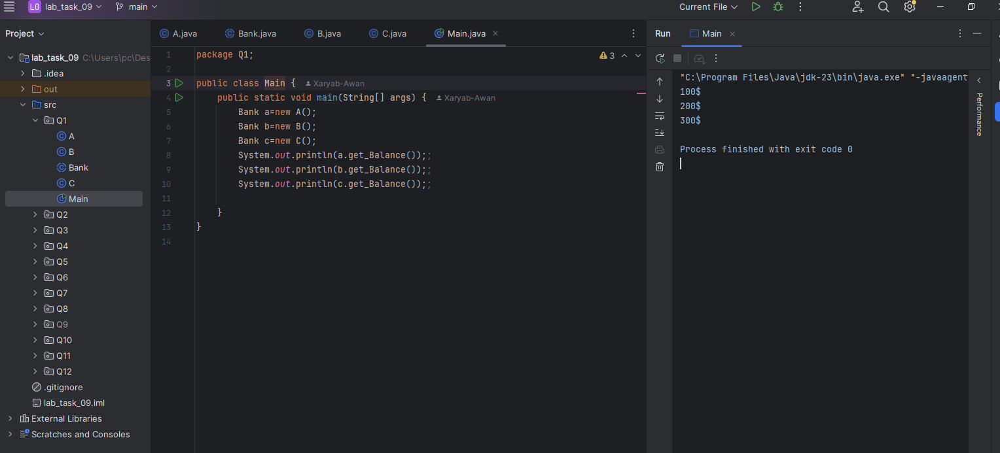 L0 lab_task_09 main Current File
Project
lab_task_09 C:\Users\pc\Des
.idea
out
src
Q1
A
B
Bank
C
Main
Q2
Q3
Q4
Q5
Q6
Q7
Q8
Q9
Q10
Q11
Q12
.gitignore
lab_task_09.iml
External Libraries
Scratches and Consoles
A.java Bank.java B.java C.java Main.java
3
1 package Q1;
2
3 public class Main { Xaryab-Awan
4 public static void main(String[] args) { Xaryab-Awan
5 Bank a=new A();
6 Bank b=new B();
7 Bank c=new C();
8 System.out.println(a.get_Balance());;
9 System.out.println(b.get_Balance());;
10 System.out.println(c.get_Balance());;
11
12 }
13 }
14
Run Main
"C:\Program Files\Java\jdk-23\bin\java.exe" "-javaagent
100$
200$
300$
Process finished with exit code 0
Performance